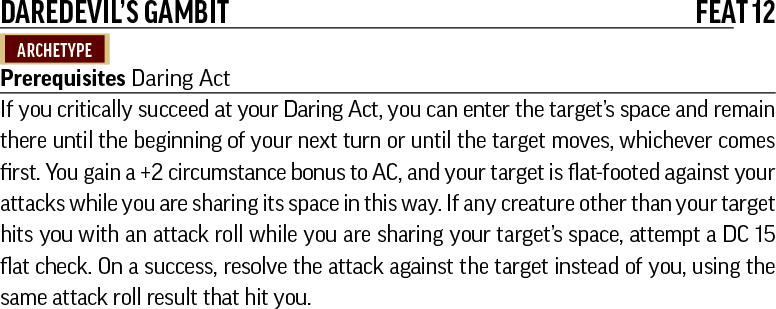 DAREDEVIL'S GAMBIT FEAT 12
ARCHETYPE
Prerequisites Daring Act
If you critically succeed at your Daring Act, you can enter the target's space and remain
there until the beginning of your next turn or until the target moves, whichever comes
first. You gain a +2 circumstance bonus to AC, and your target is flat-footed against your
attacks while you are sharing its space in this way. If any creature other than your target
hits you with an attack roll while you are sharing your target's space, attempt a DC 15
flat check. On a success, resolve the attack against the target instead of you, using the
same attack roll result that hit you.